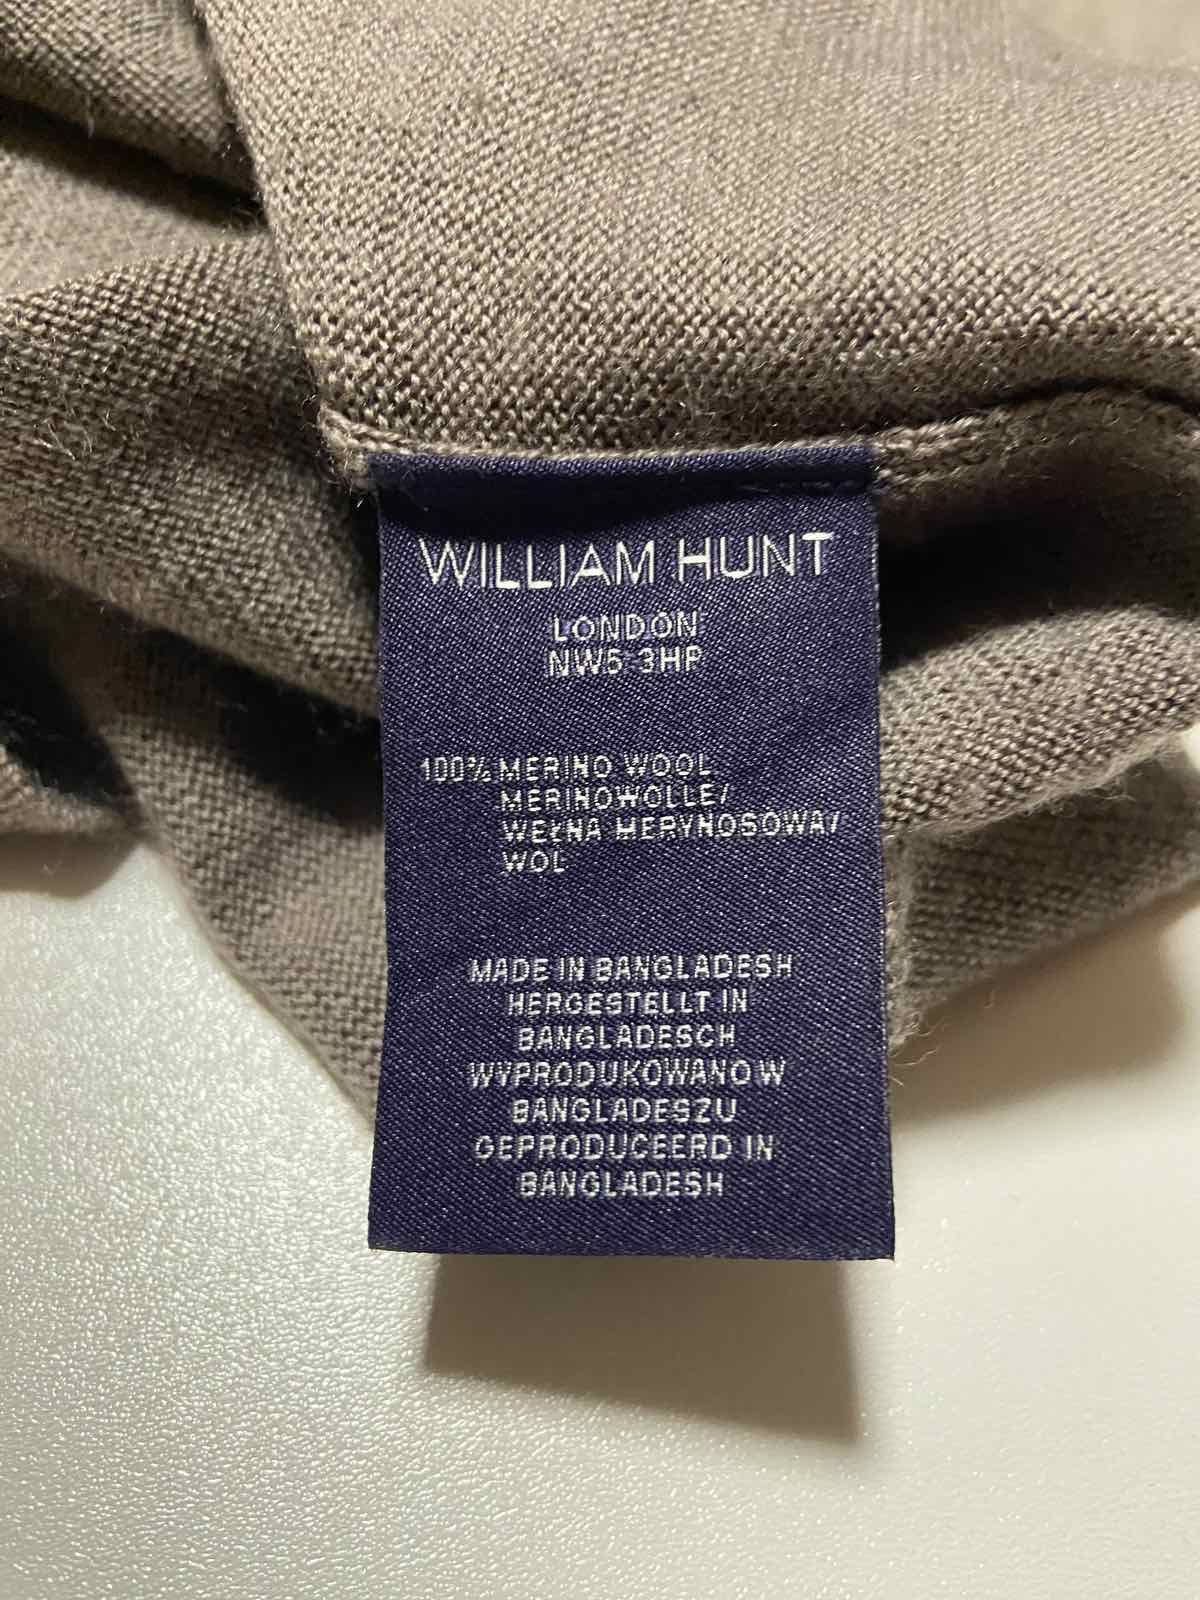 WILLIAM HUNT
LONDON
NW5 3HP
100% MERINO WOOL
MERINOWOLLE/
WEŁNA MERYNOSOWA/
WOL
MADE IN BANGLADESH
HERGESTELLT IN
BANGLADESCH
WYPRODUKOWANO W
BANGLADESZU
GEPRODUCEERD IN
BANGLADESH